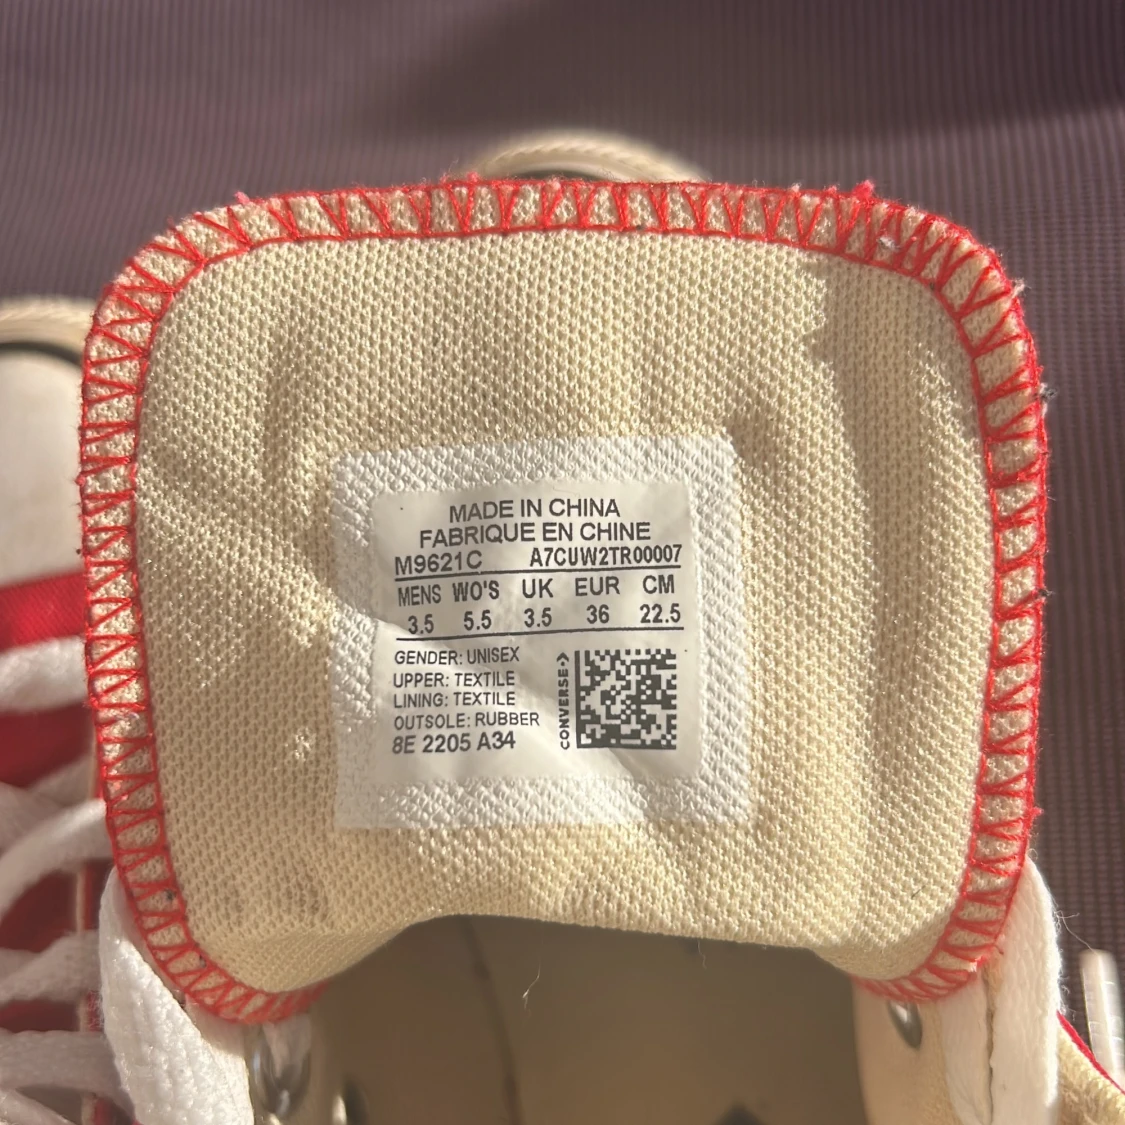 MADE IN CHINA
FABRIQUE EN CHINE
M9621C A7CUW2TR00007
MENS WO'S UK EUR CM
3.5 5.5 3.5 36 22.5
GENDER: UNISEX
UPPER: TEXTILE
LINING: TEXTILE
OUTSOLE: RUBBER
8E 2205 A34
CONVERSE